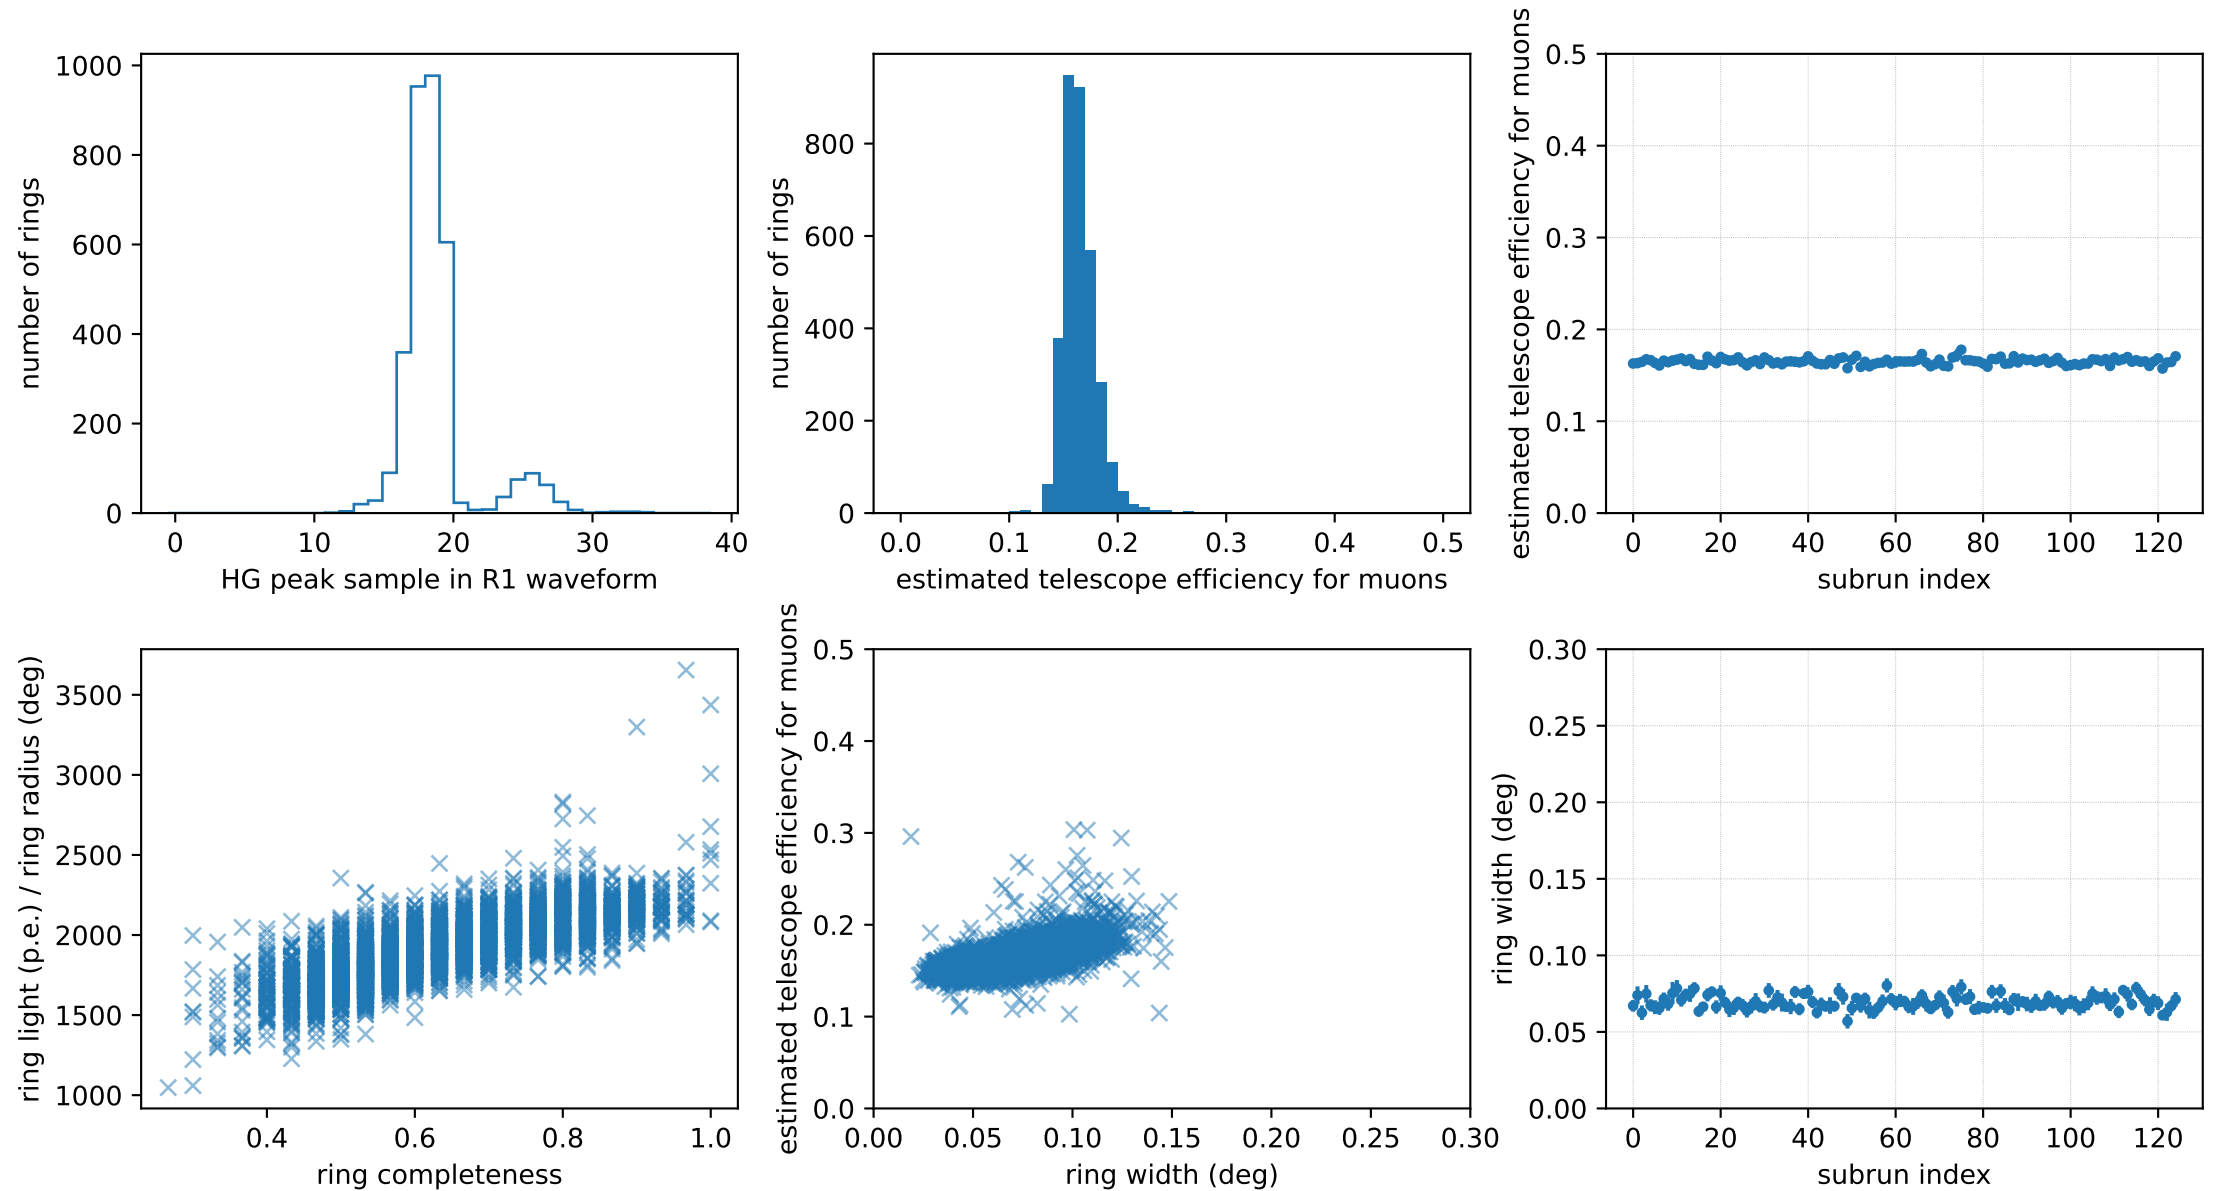 1000
800
600
400
200
0
number of rings
0 10 20 30 40
HG peak sample in R1 waveform
800
600
400
200
0
number of rings
0.0 0.1 0.2 0.3 0.4 0.5
estimated telescope efficiency for muons
0.5
0.4
0.3
0.2
0.1
0.0
estimated telescope efficiency for muons
0 20 40 60 80 100 120
subrun index
3500
3000
2500
2000
1500
1000
ring light (p.e.) / ring radius (deg)
0.4 0.6 0.8 1.0
ring completeness
0.5
0.4
0.3
0.2
0.1
0.0
estimated telescope efficiency for muons
0.00 0.05 0.10 0.15 0.20 0.25 0.30
ring width (deg)
0.30
0.25
0.20
0.15
0.10
0.05
0.00
ring width (deg)
0 20 40 60 80 100 120
subrun index